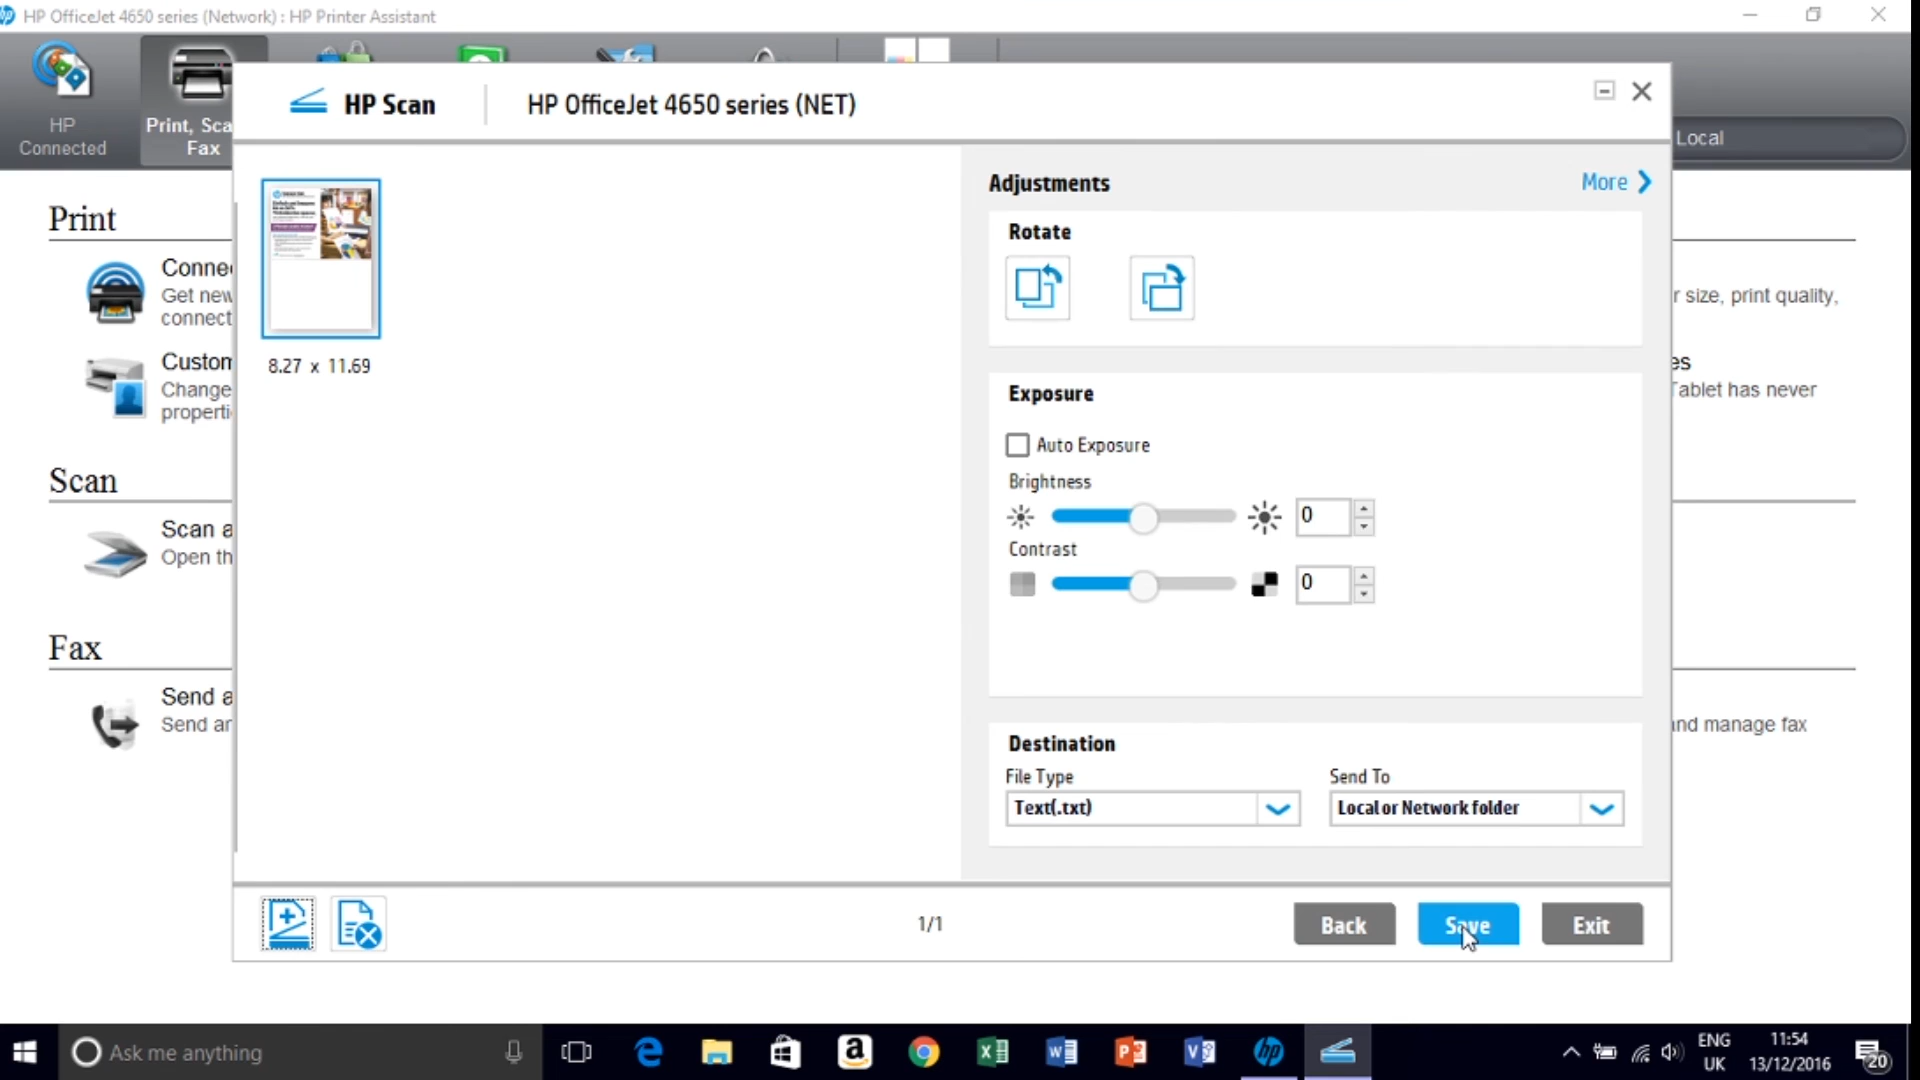 HP OfficeJet 4650 series (Network) : HP Printer Assistant
HP
Connected
Print, Sca
Fax
Local
HP Scan
HP OfficeJet 4650 series (NET)
Print
Conne
Get new
connect
Custom
Change
properti
Scan
Scan a
Open th
Fax
Send a
Send ar
8.27 x 11.69
Adjustments
More
Rotate
Exposure
Auto Exposure
Brightness
0
Contrast
0
Destination
File Type
Send To
Text(.txt)
Local or Network folder
r size, print quality,
es
Tablet has never
and manage fax
1/1
Back
Save
Exit
Ask me anything
ENG
UK
11:54
13/12/2016
20